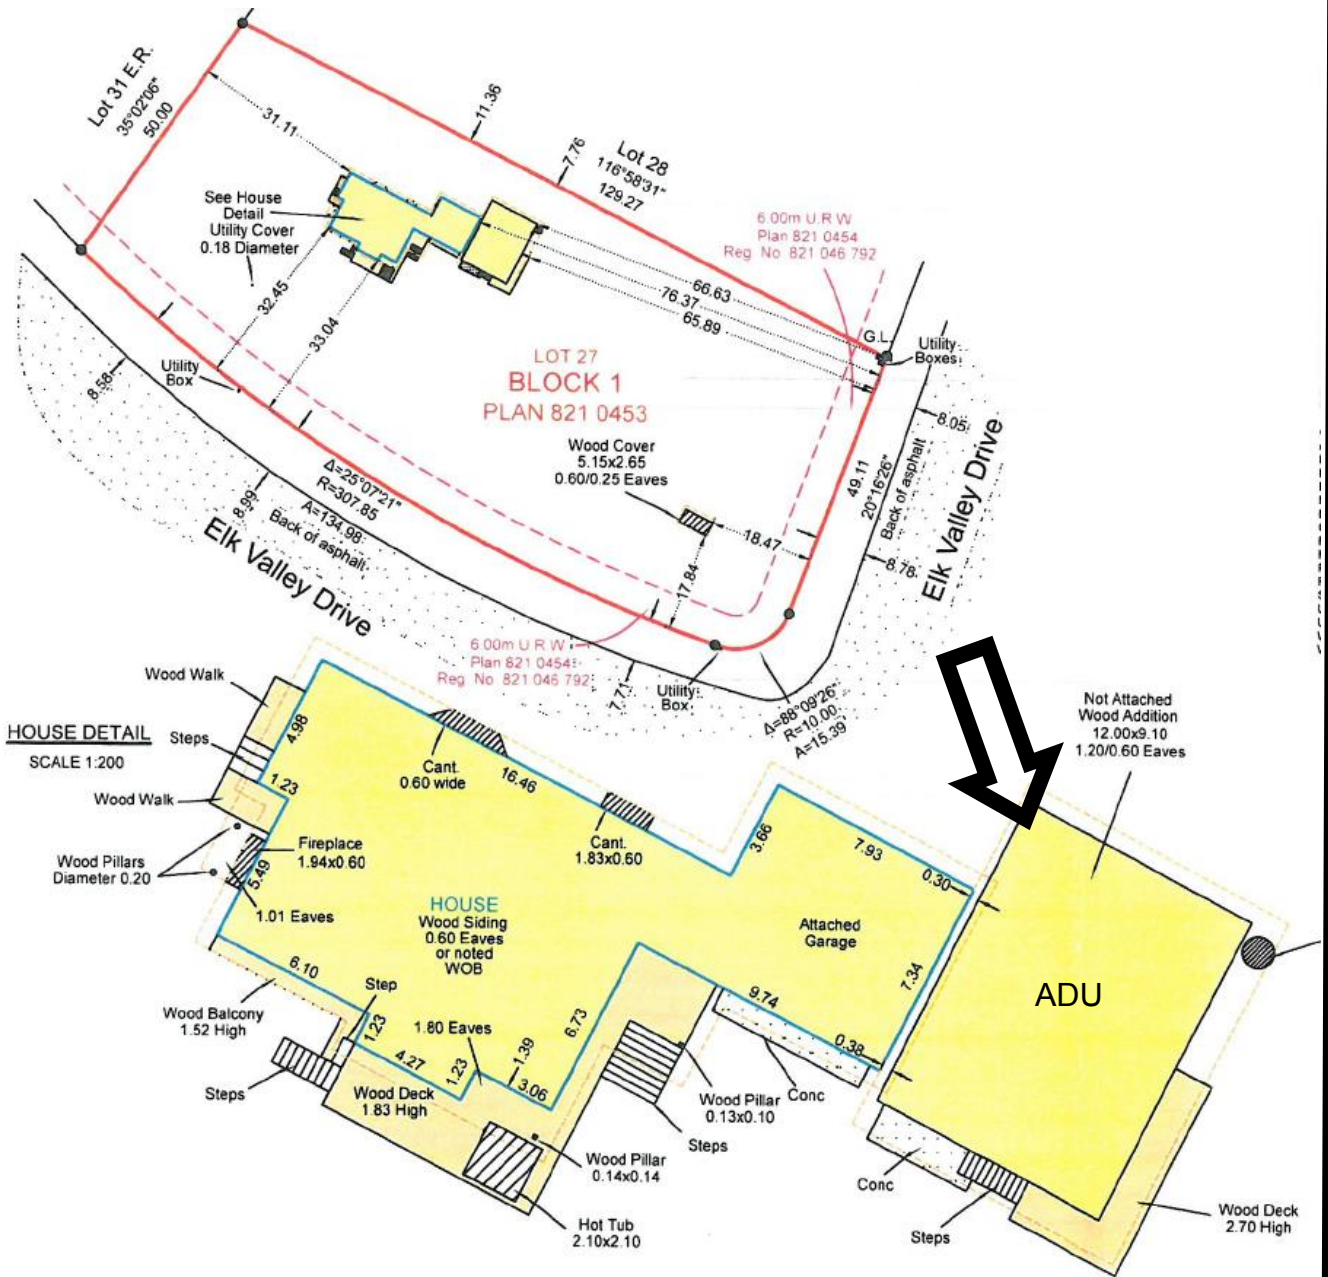 Lot 31 E.R.
35°02'06"
50.00
31.11
11.36
7.76
Lot 28
116°58'31"
129.27
See House
Detail
Utility Cover
0.18 Diameter
6.00m U.R.W
Plan 821 0454
Reg. No. 821 046 792
66.63
76.37
65.89
G.I.
Utility
Boxes
32.45
33.04
Utility
Box
8.58
LOT 27
BLOCK 1
PLAN 821 0453
Wood Cover
5.15x2.65
0.60/0.25 Eaves
8.05
49.11
20°16'26"
Back of asphalt
Elk Valley Drive
Δ=25°07'21"
R=307.85
A=134.98
Back of asphalt
8.99
Elk Valley Drive
18.47
17.84
8.78
6.00m U.R.W
Plan 821 0454
Reg. No. 821 046 792
7.71
Utility
Box
Δ=88°09'26"
R=10.00
A=15.39
HOUSE DETAIL
SCALE 1:200
Wood Walk
Steps
4.98
1.23
Wood Walk
Cant.
0.60 wide
16.46
Cant.
1.83x0.60
3.66
7.93
0.30
Not Attached
Wood Addition
12.00x9.10
1.20/0.60 Eaves
Wood Pillars
Diameter 0.20
Fireplace
1.94x0.60
5.49
1.01 Eaves
HOUSE
Wood Siding
0.60 Eaves
or noted
WOB
Attached
Garage
7.34
ADU
6.10
Step
Wood Balcony
1.52 High
1.23
1.80 Eaves
6.73
9.74
0.38
4.27
1.23
1.39
3.06
Steps
Wood Deck
1.83 High
Wood Pillar
0.13x0.10
Conc
Steps
Wood Pillar
0.14x0.14
Hot Tub
2.10x2.10
Conc
Steps
Wood Deck
2.70 High